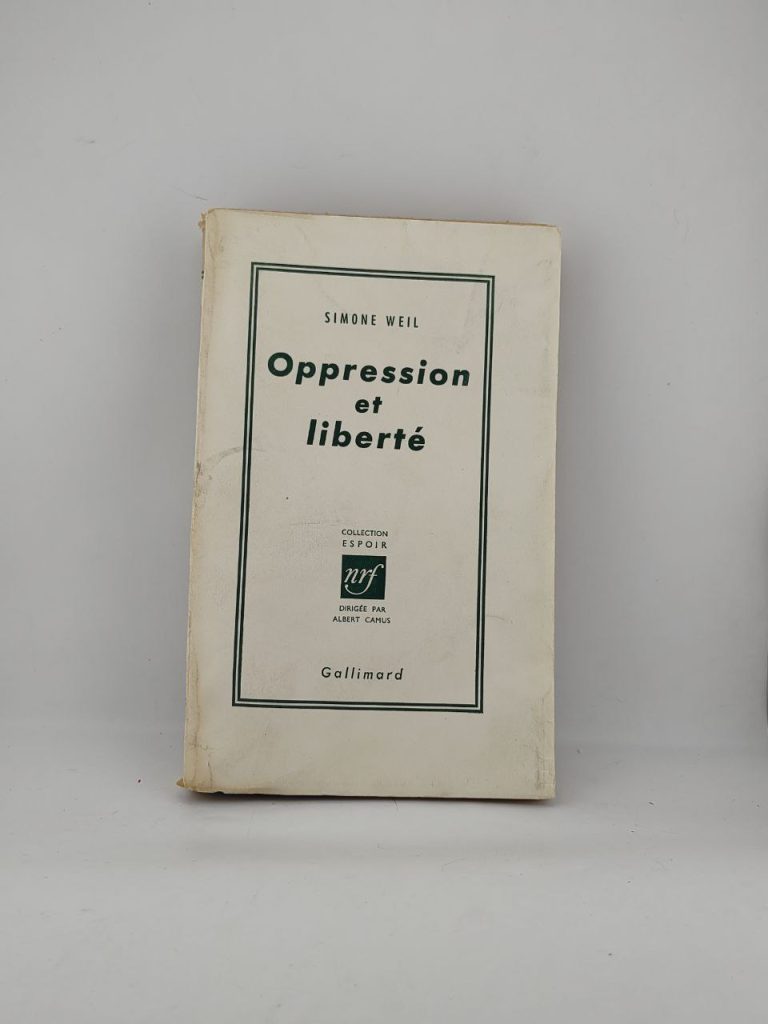 SIMONE WEIL
Oppression
et
liberté
COLLECTION
ESPOIR
nrf
DIRIGÉE PAR
ALBERT CAMUS
Gallimard